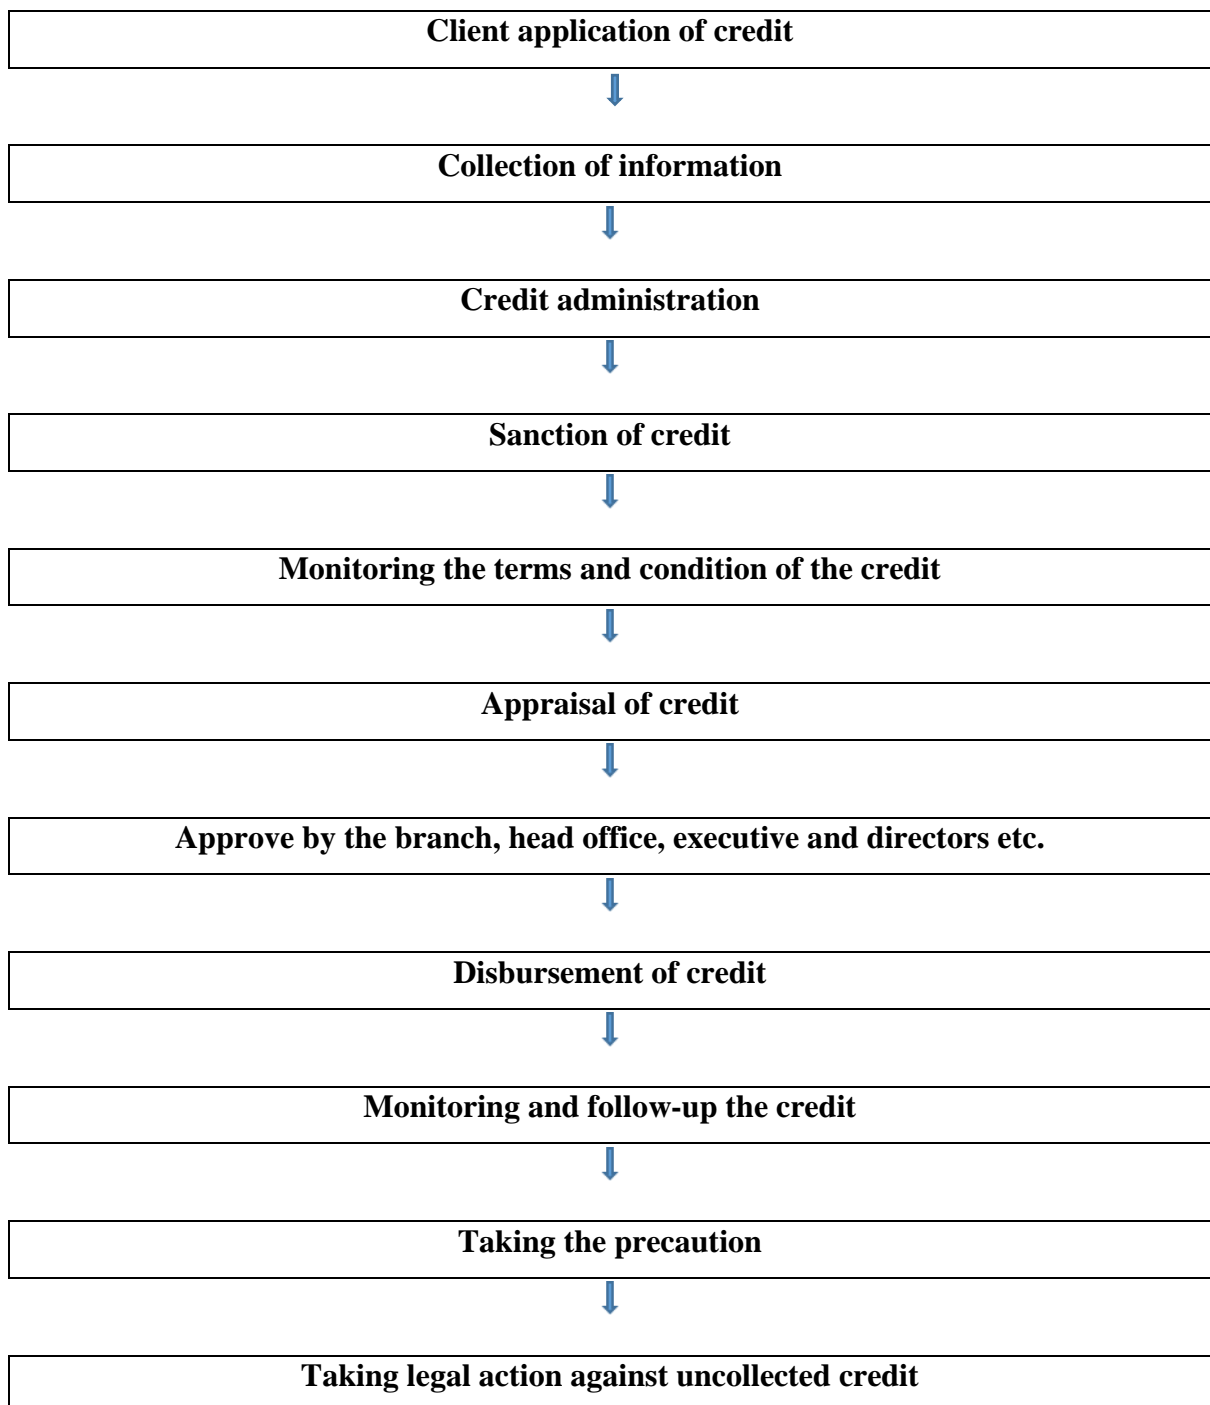 Client application of credit
Collection of information
Credit administration
Sanction of credit
Monitoring the terms and condition of the credit
Appraisal of credit
Approve by the branch, head office, executive and directors etc.
Disbursement of credit
Monitoring and follow-up the credit
Taking the precaution
Taking legal action against uncollected credit